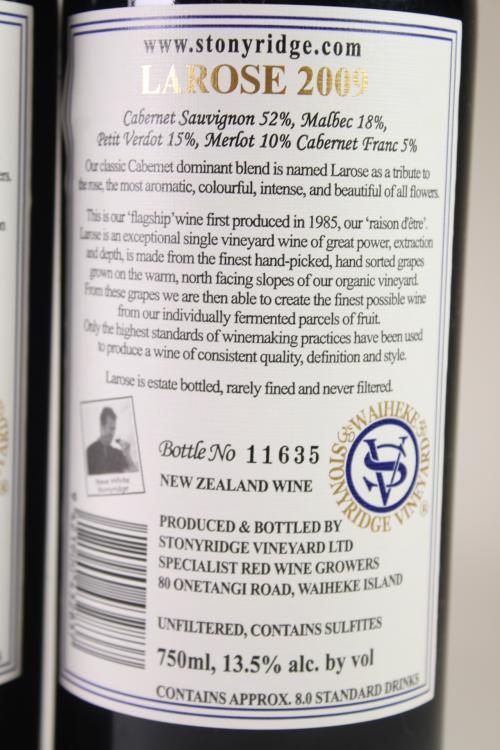 www.stonyridge.com
LAROSE 2009
Cabernet Sauvignon 52%, Malbec 18%,
Petit Verdot 15%, Merlot 10% Cabernet Franc 5%
Our classic Cabernet dominant blend is named Larose as a tribute to
the rose, the most aromatic, colourful, intense, and beautiful of all flowers.
This is our 'flagship' wine first produced in 1985, our 'raison d'être'.
Larose is an exceptional single vineyard wine of great power, extraction
and depth, is made from the finest hand-picked, hand sorted grapes
grown on the warm, north facing slopes of our organic vineyard.
From these grapes we are then able to create the finest possible wine
from our individually fermented parcels of fruit.
Only the highest standards of winemaking practices have been used
to produce a wine of consistent quality, definition and style.
Larose is estate bottled, rarely fined and never filtered.
Bottle No 11635
NEW ZEALAND WINE
WAIHEKE
STONYRIDGE VINEYARD
PRODUCED & BOTTLED BY
STONYRIDGE VINEYARD LTD
SPECIALIST RED WINE GROWERS
80 ONETANGI ROAD, WAIHEKE ISLAND
UNFILTERED, CONTAINS SULFITES
750ml, 13.5% alc. by vol
CONTAINS APPROX. 8.0 STANDARD DRINKS